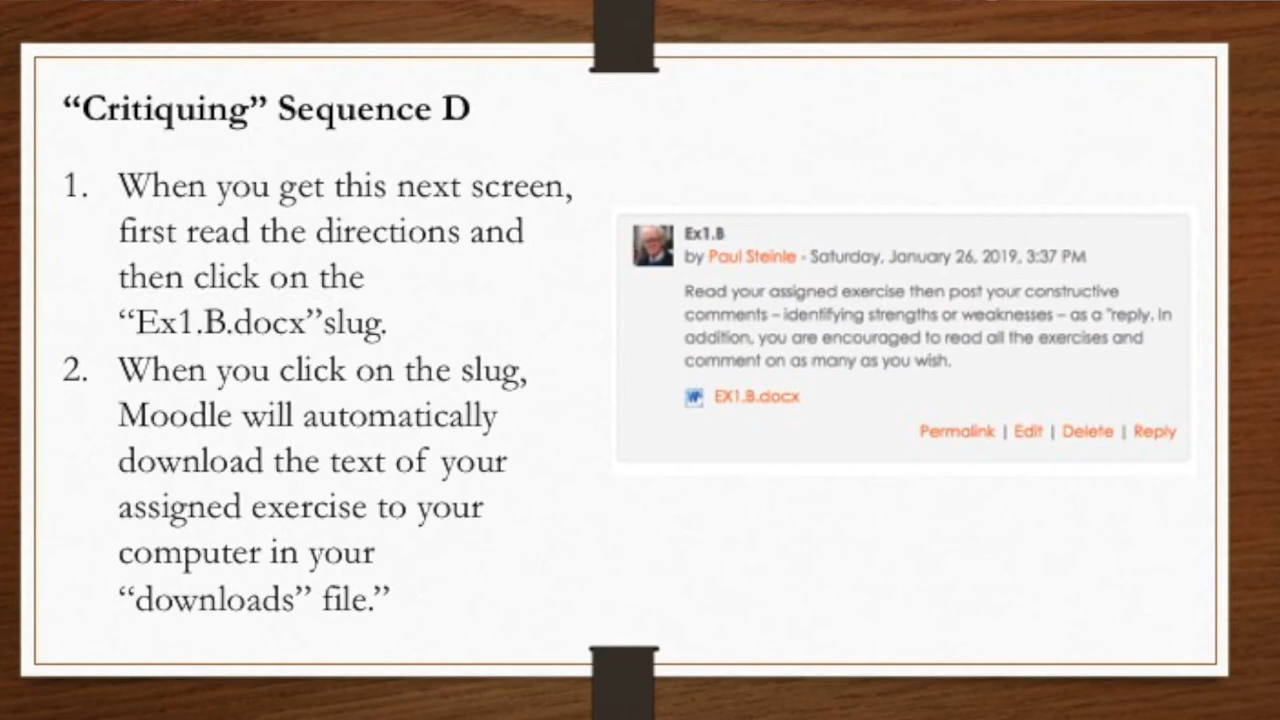 “Critiquing” Sequence D
1. When you get this next screen,
first read the directions and
then click on the
“Ex1.B.docx”slug.
2. When you click on the slug,
Moodle will automatically
download the text of your
assigned exercise to your
computer in your
“downloads” file.”
Ex1.B
by Paul Steinle - Saturday, January 26, 2019, 3:37 PM
Read your assigned exercise then post your constructive
comments – identifying strengths or weaknesses – as a "reply. In
addition, you are encouraged to read all the exercises and
comment on as many as you wish.
EX1.B.docx
Permalink | Edit | Delete | Reply